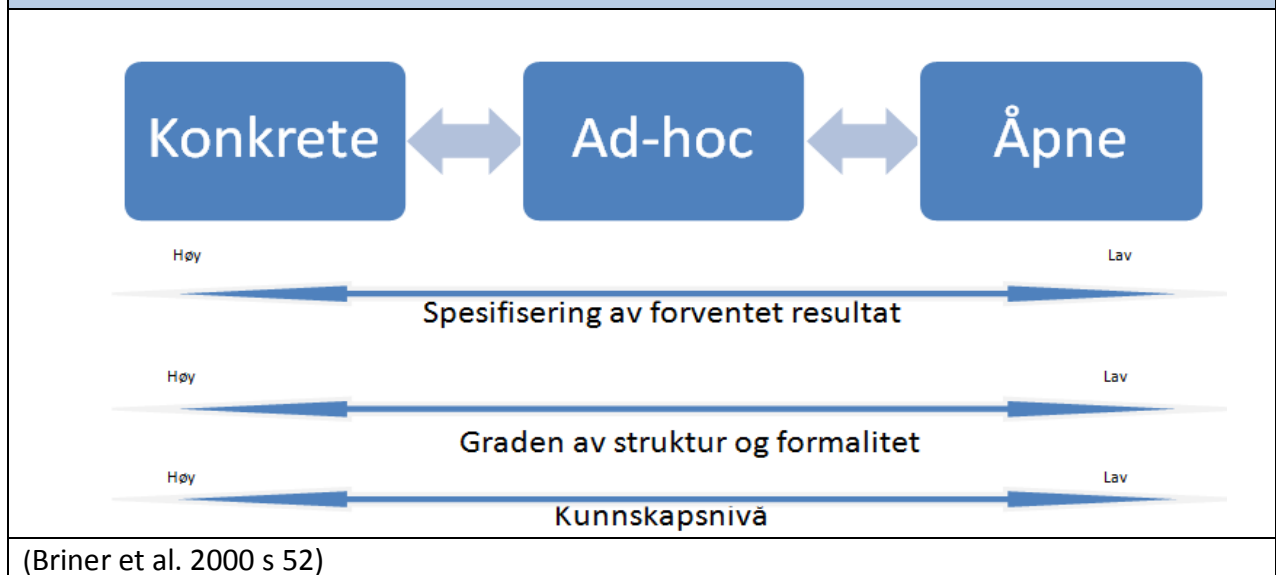 Konkrete Ad-hoc Åpne
Høy Lav
Spesifisering av forventet resultat
Høy Lav
Graden av struktur og formalitet
Høy Lav
Kunnskapsnivå
(Briner et al. 2000 s 52)